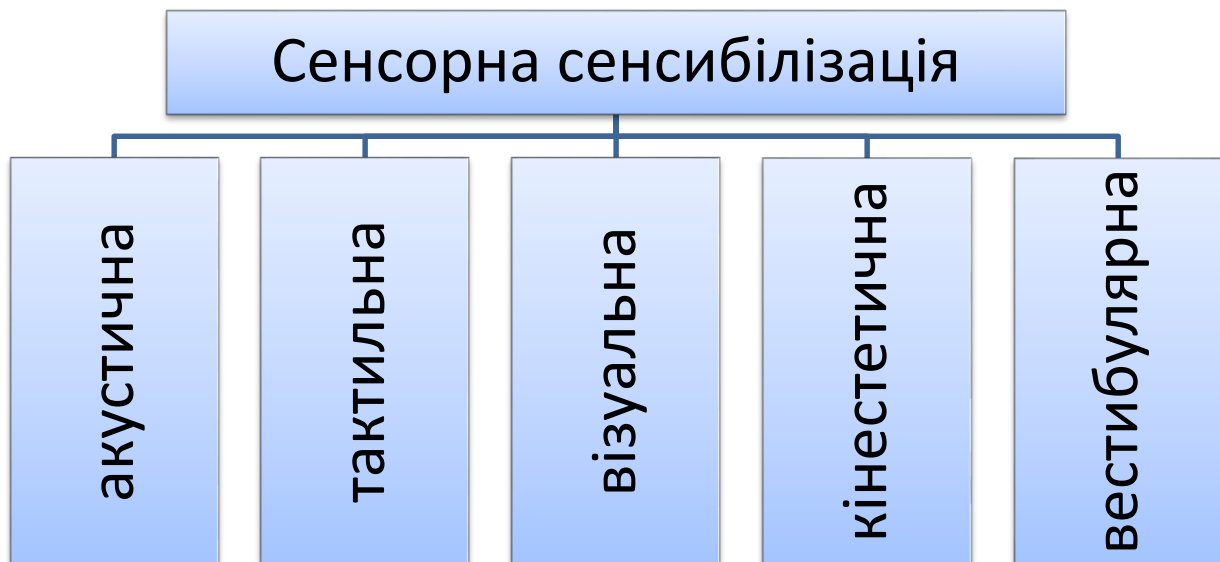 Сенсорна сенсибілізація
акустична
тактильна
візуальна
кінестетична
вестибулярна